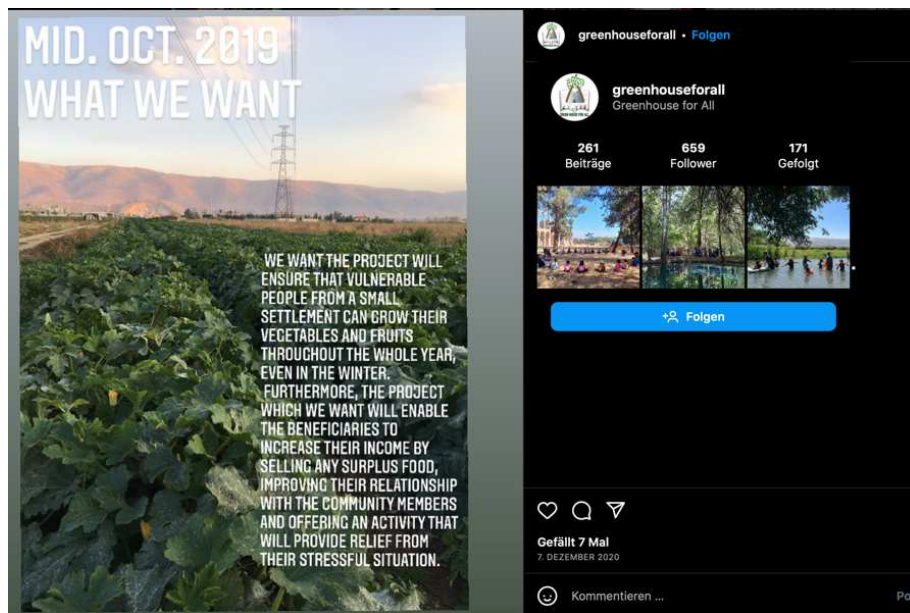 MID. OCT. 2019
WHAT WE WANT
WE WANT THE PROJECT WILL
ENSURE THAT VULNERABLE
PEOPLE FROM A SMALL
SETTLEMENT CAN GROW THEIR
VEGETABLES AND FRUITS
THROUGHOUT THE WHOLE YEAR,
EVEN IN THE WINTER.
FURTHERMORE, THE PROJECT
WHICH WE WANT WILL ENABLE
THE BENEFICIARIES TO
INCREASE THEIR INCOME BY
SELLING ANY SURPLUS FOOD,
IMPROVING THEIR RELATIONSHIP
WITH THE COMMUNITY MEMBERS
AND OFFERING AN ACTIVITY THAT
WILL PROVIDE RELIEF FROM
THEIR STRESSFUL SITUATION.
greenhouseforall • Folgen
greenhouseforall
Greenhouse for All
261 659 171
Beiträge Follower Gefolgt
Folgen
Gefällt 7 Mal
7. DEZEMBER 2020
Kommentieren ... Po